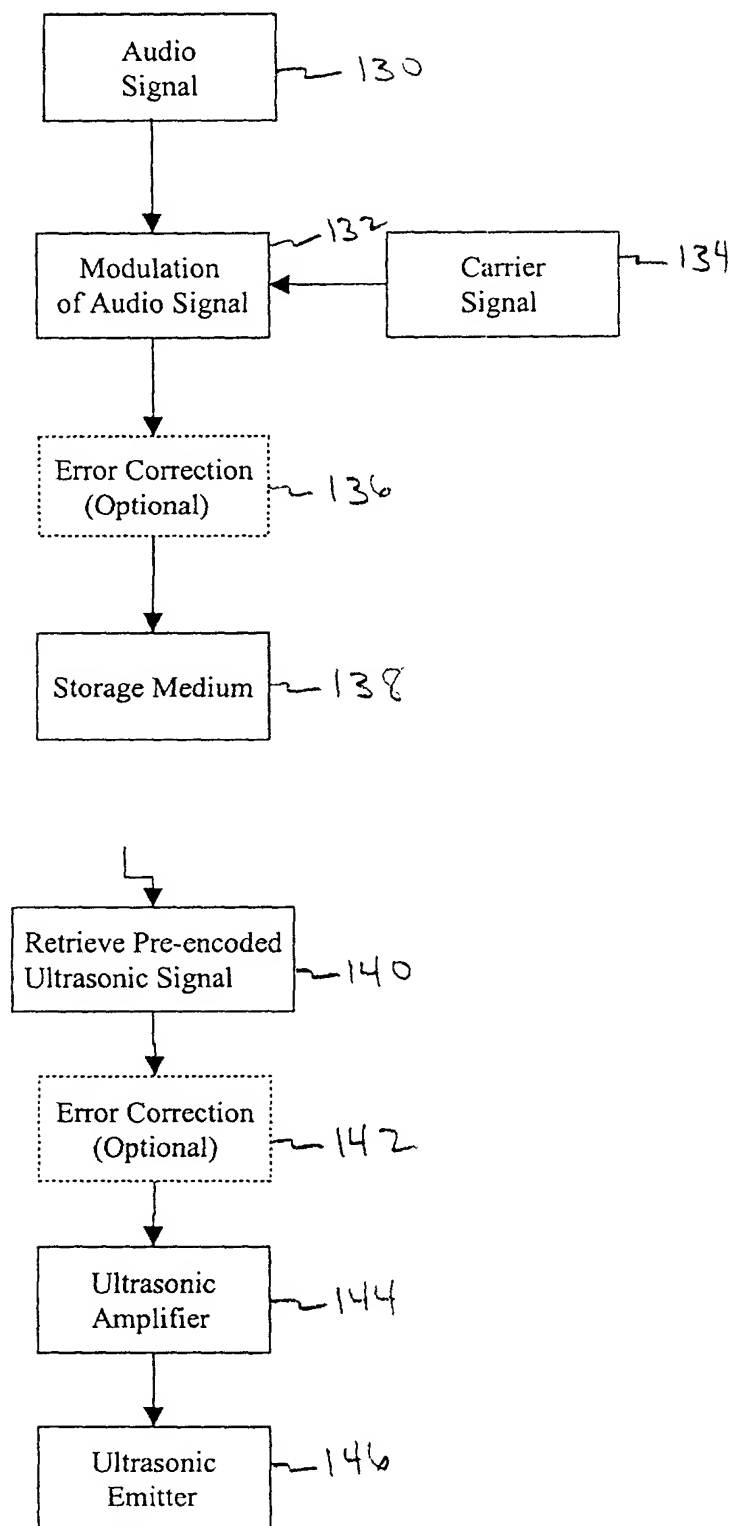 Audio
Signal
130
132
Modulation
of Audio Signal
Carrier
Signal
134
Error Correction
(Optional)
136
Storage Medium
138
Retrieve Pre-encoded
Ultrasonic Signal
140
Error Correction
(Optional)
142
Ultrasonic
Amplifier
144
Ultrasonic
Emitter
146